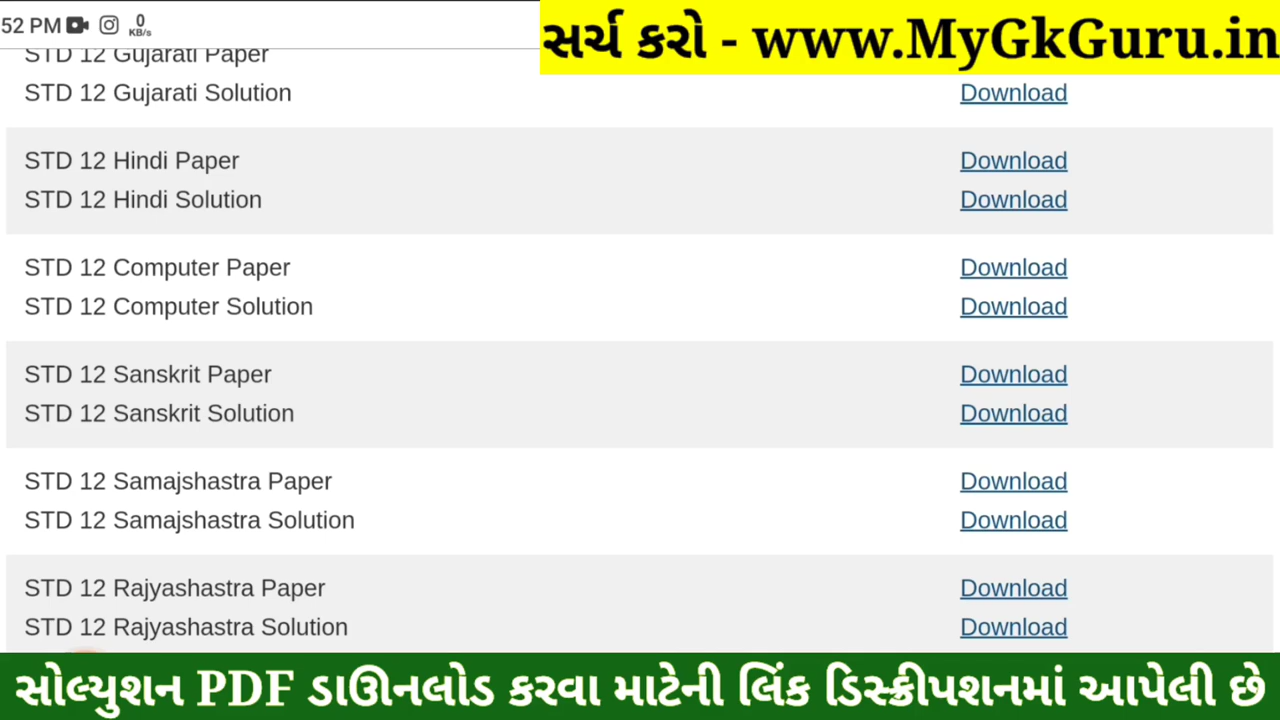 52 PM 0 KB/s
સર્ચ કરો - www.MyGkGuru.in
STD 12 Gujarati Paper
STD 12 Gujarati Solution Download
STD 12 Hindi Paper Download
STD 12 Hindi Solution Download
STD 12 Computer Paper Download
STD 12 Computer Solution Download
STD 12 Sanskrit Paper Download
STD 12 Sanskrit Solution Download
STD 12 Samajshastra Paper Download
STD 12 Samajshastra Solution Download
STD 12 Rajyashastra Paper Download
STD 12 Rajyashastra Solution Download
સોલ્યુશન PDF ડાઊનલોડ કરવા માટેની લિંક ડિસ્ક્રીપશનમાં આપેલી છે